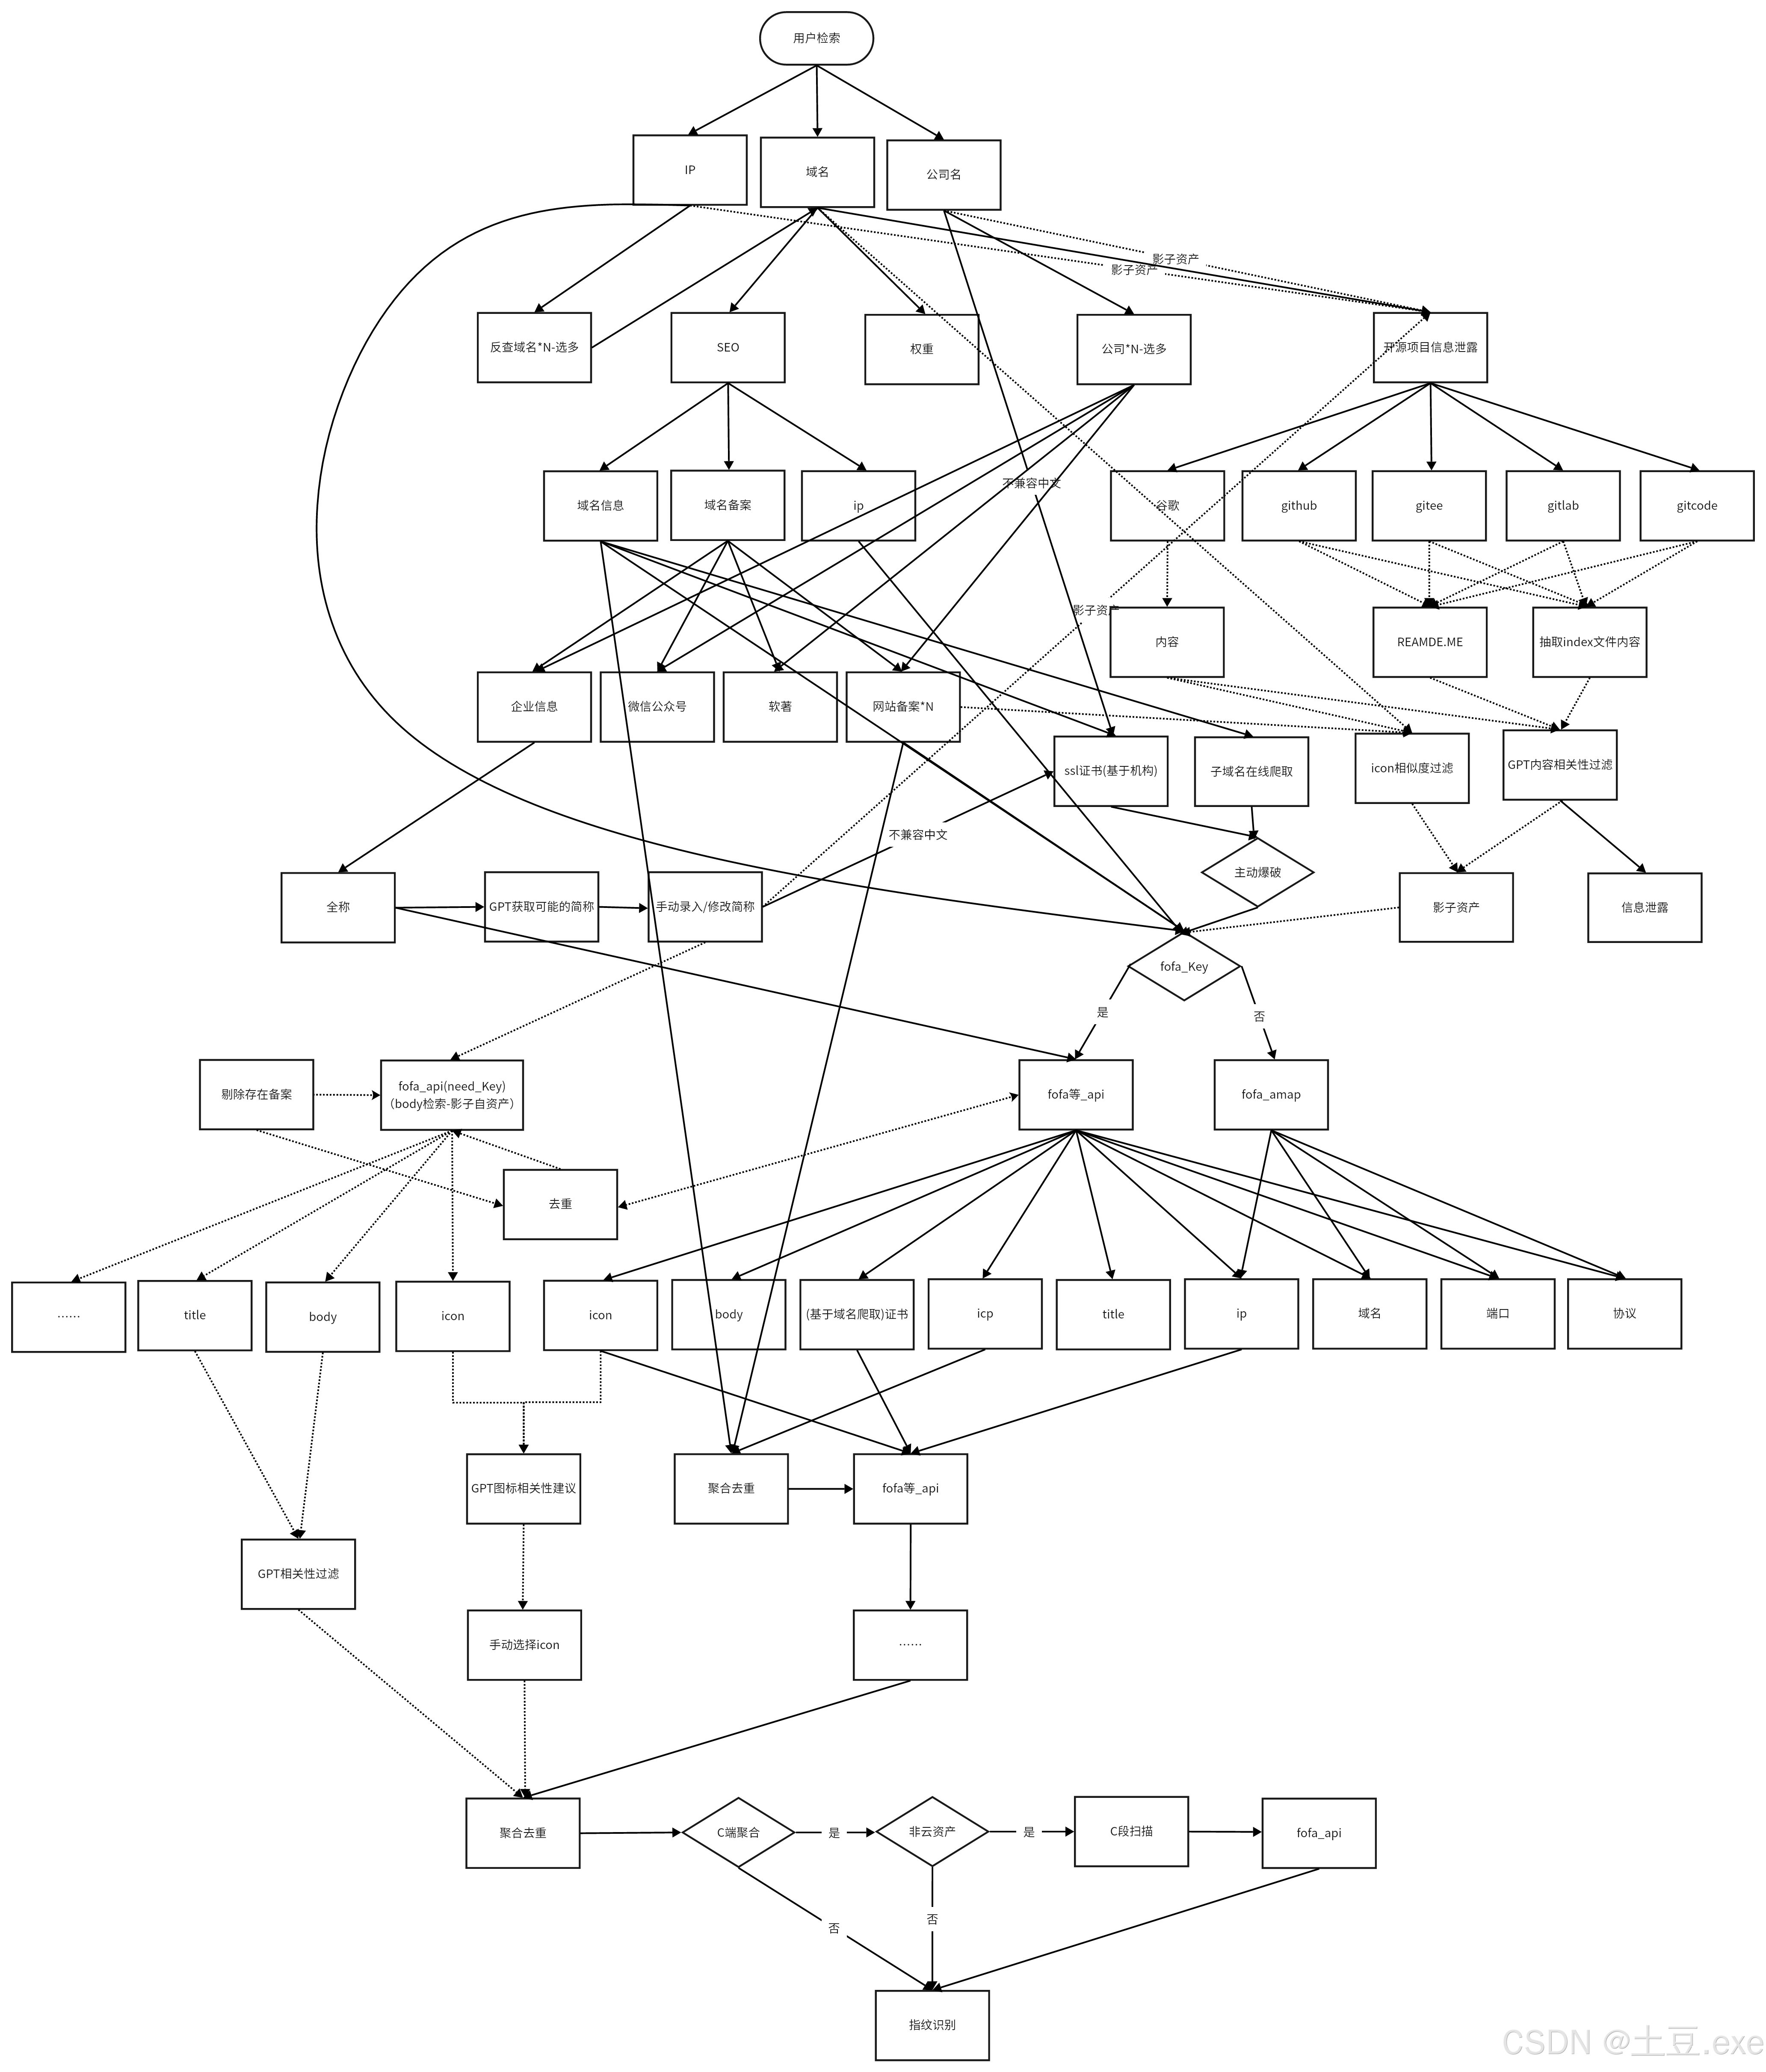 用户检索
IP
域名
公司名
影子资产
影子资产
反查域名*N-选多
SEO
权重
公司*N-选多
开源项目信息泄露
不兼容中文
域名信息
域名备案
ip
谷歌
github
gitee
gitlab
gitcode
影子资产
内容
REAMDE.ME
抽取index文件内容
企业信息
微信公众号
软著
网站备案*N
ssl证书(基于机构)
子域名在线爬取
icon相似度过滤
GPT内容相关性过滤
不兼容中文
主动爆破
全称
GPT获取可能的简称
手动录入/修改简称
影子资产
信息泄露
fofa_Key
是
否
剔除存在备案
fofa_api(need_Key)
（body检索-影子自资产）
fofa等_api
fofa_amap
去重
……
title
body
icon
icon
body
(基于域名爬取)证书
icp
title
ip
域名
端口
协议
GPT图标相关性建议
聚合去重
fofa等_api
GPT相关性过滤
手动选择icon
……
聚合去重
C端聚合
是
非云资产
是
C段扫描
fofa_api
否
否
指纹识别
CSDN @土豆.exe